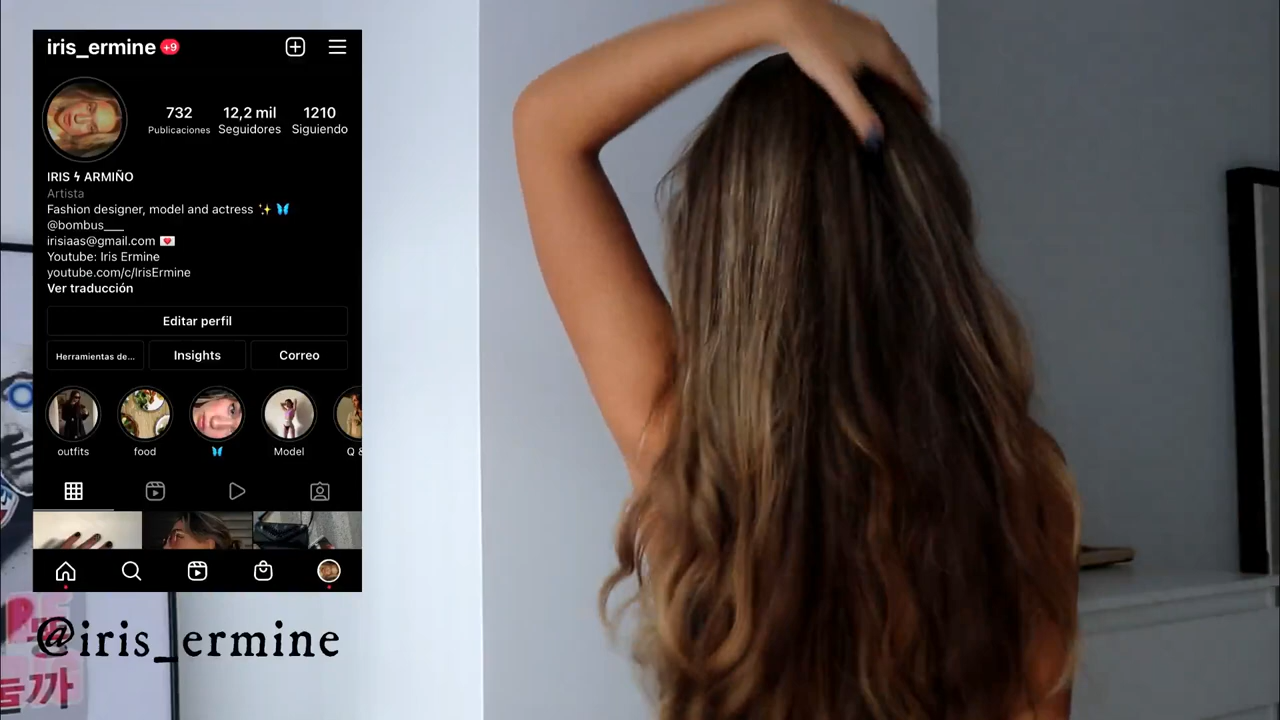 iris_ermine +9
732 12,2 mil 1210
Publicaciones Seguidores Siguiendo
IRIS ϟ ARMIÑO
Artista
Fashion designer, model and actress ✨ 🦋
@bombus___
irisiaas@gmail.com 💌
Youtube: Iris Ermine
youtube.com/c/IrisErmine
Ver traducción
Editar perfil
Herramientas de... Insights Correo
outfits food 🦋 Model Q &
@iris_ermine